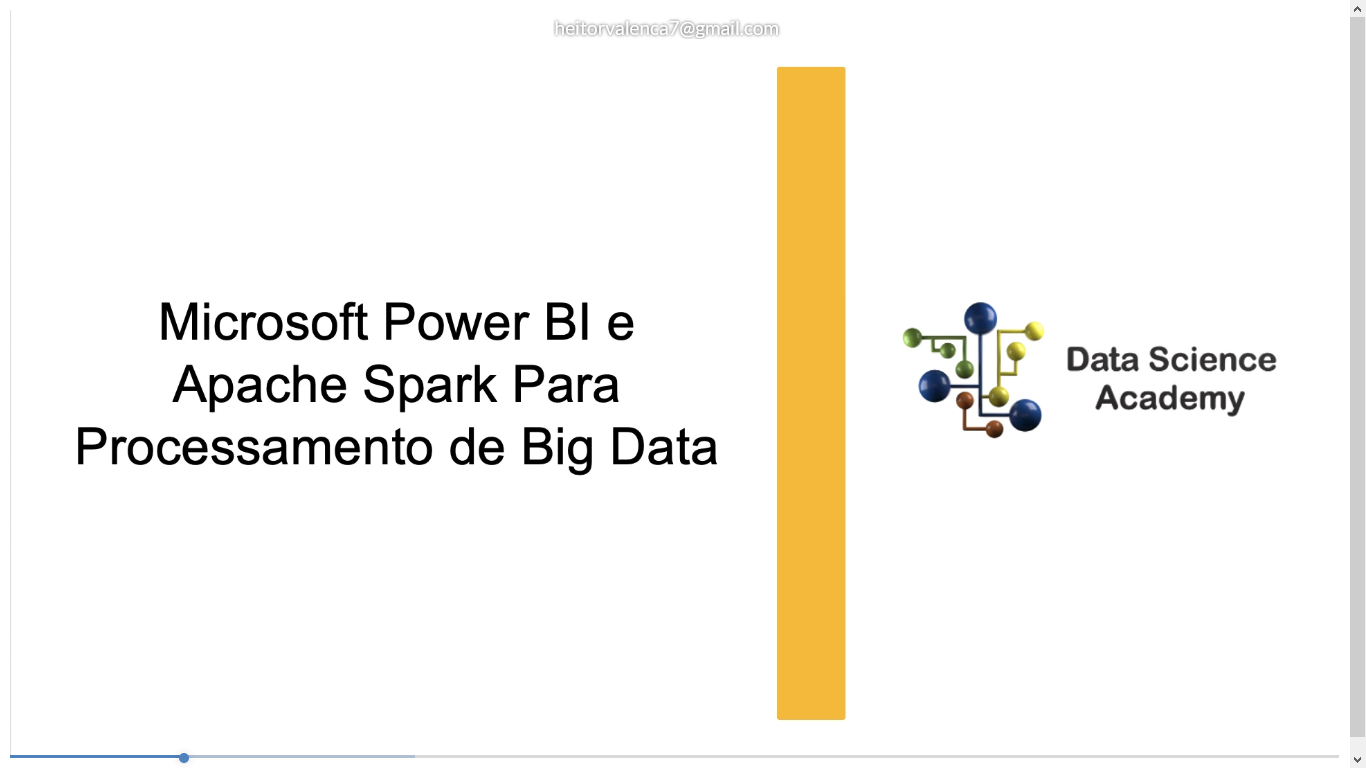 heitorvalenca7@gmail.com
Microsoft Power BI e
Apache Spark Para
Processamento de Big Data
Data Science
Academy